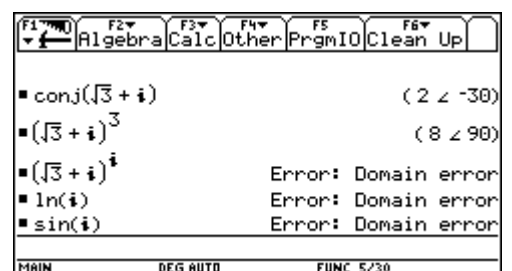 F1 F2 F3 F4 F5 F6
Algebra Calc Other PrgmIO Clean Up
conj(√3 + i) (2 ∠ -30)
(√3 + i)^3 (8 ∠ 90)
(√3 + i)^i Error: Domain error
ln(i) Error: Domain error
sin(i) Error: Domain error
MAIN DEG AUTO FUNC 5/30